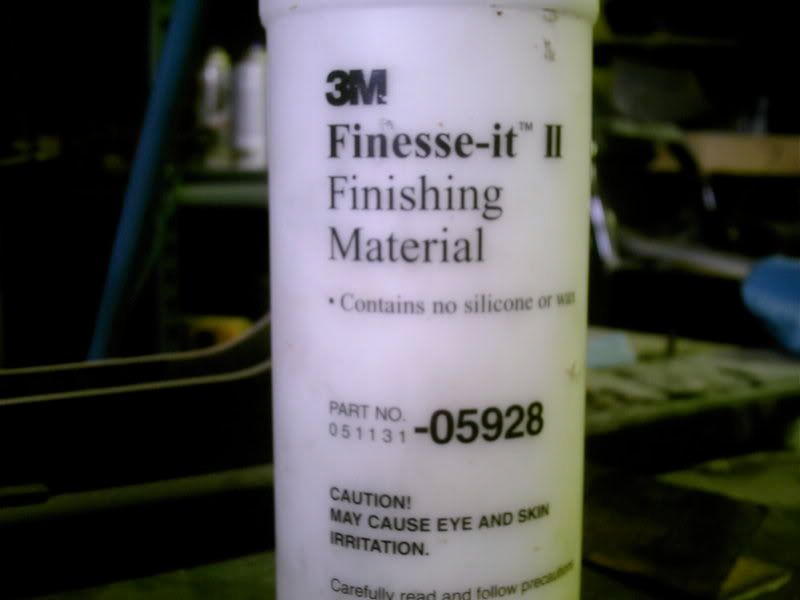 3M
Finesse-it™ II
Finishing
Material
• Contains no silicone or wax
PART NO.
051131-05928
CAUTION!
MAY CAUSE EYE AND SKIN
IRRITATION.
Carefully read and follow precautions